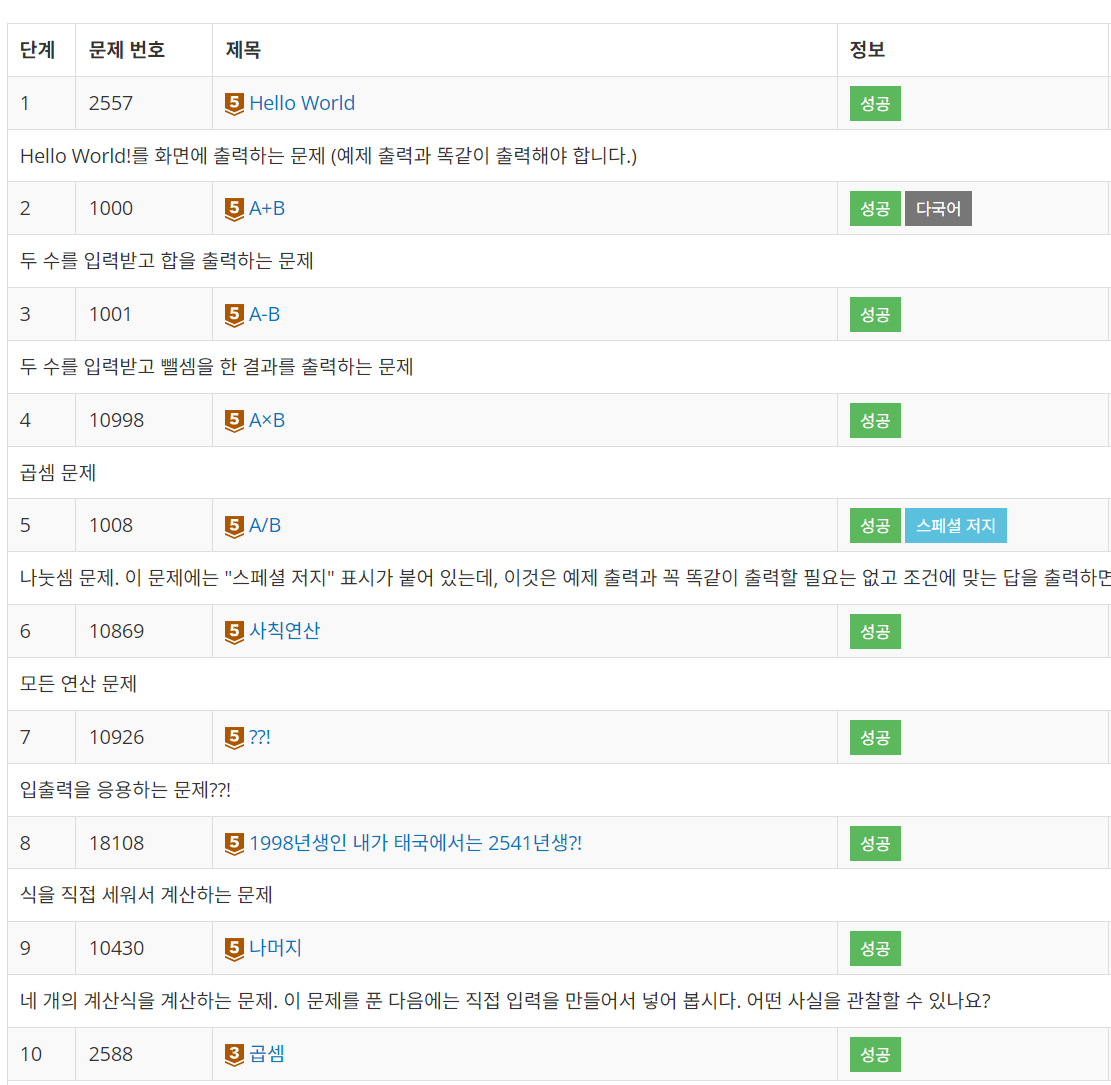 단계 문제 번호 제목 정보
1 2557 5 Hello World 성공
Hello World!를 화면에 출력하는 문제 (예제 출력과 똑같이 출력해야 합니다.)
2 1000 5 A+B 성공 다국어
두 수를 입력받고 합을 출력하는 문제
3 1001 5 A-B 성공
두 수를 입력받고 뺄셈을 한 결과를 출력하는 문제
4 10998 5 A×B 성공
곱셈 문제
5 1008 5 A/B 성공 스페셜 저지
나눗셈 문제. 이 문제에는 "스페셜 저지" 표시가 붙어 있는데, 이것은 예제 출력과 꼭 똑같이 출력할 필요는 없고 조건에 맞는 답을 출력하면
6 10869 5 사칙연산 성공
모든 연산 문제
7 10926 5 ??! 성공
입출력을 응용하는 문제??!
8 18108 5 1998년생인 내가 태국에서는 2541년생?! 성공
식을 직접 세워서 계산하는 문제
9 10430 5 나머지 성공
네 개의 계산식을 계산하는 문제. 이 문제를 푼 다음에는 직접 입력을 만들어서 넣어 봅시다. 어떤 사실을 관찰할 수 있나요?
10 2588 3 곱셈 성공